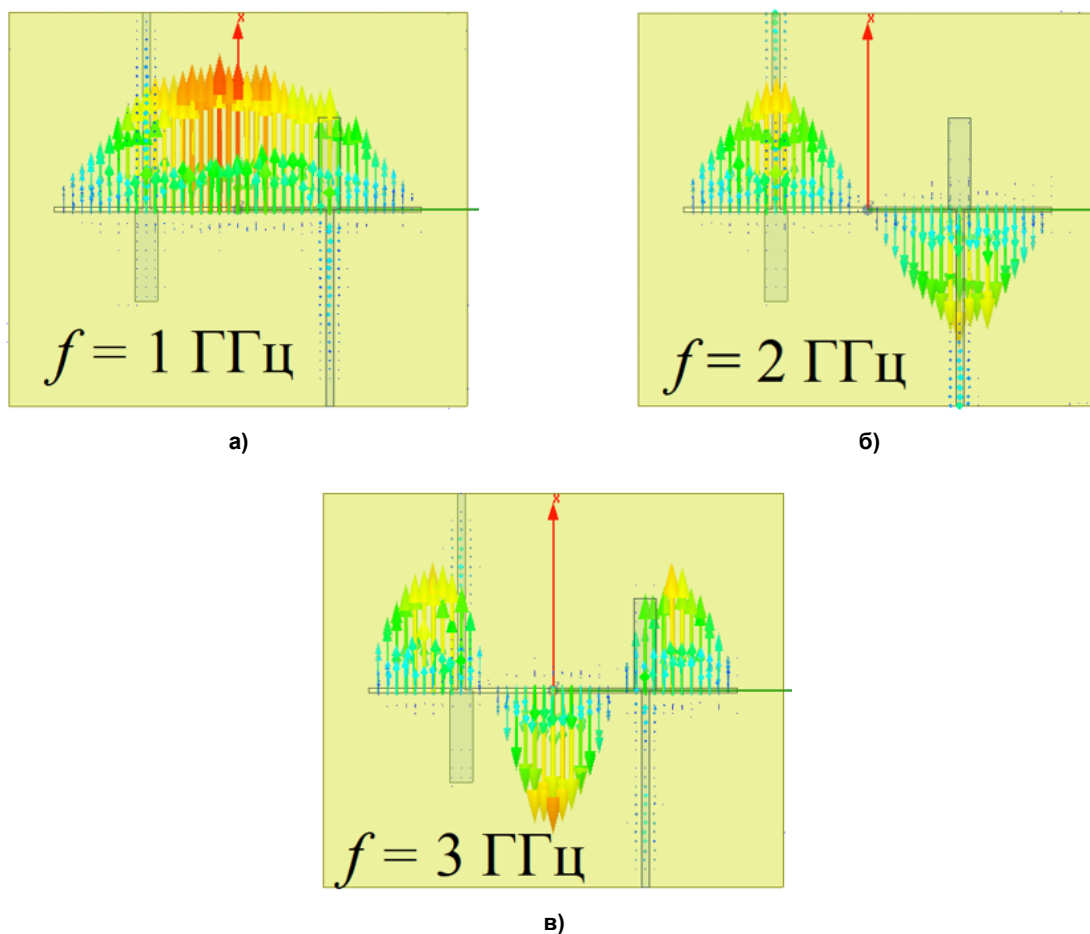 x
x
f = 1 ГГц
f = 2 ГГц
а)
б)
x
f = 3 ГГц
в)